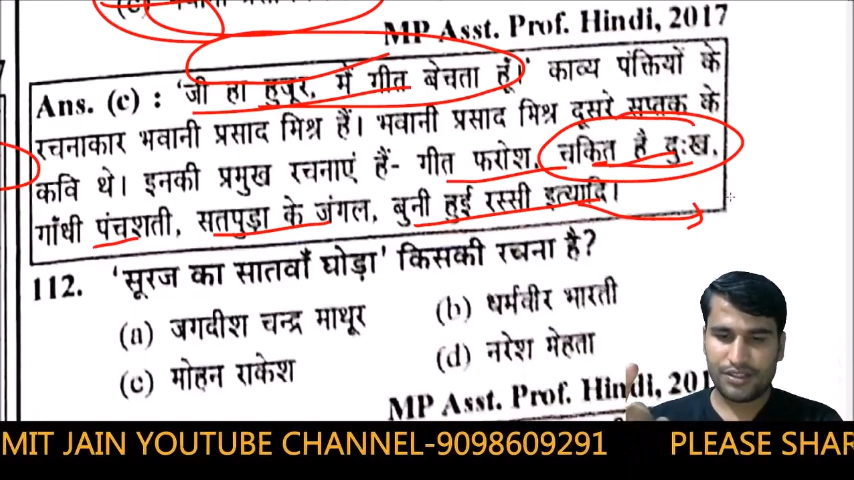 MP Asst. Prof. Hindi, 2017
Ans. (c) : 'जी हा हुजूर, में गीत बेचता हूँ।' काव्य पंक्तियों के
रचनाकार भवानी प्रसाद मिश्र हैं। भवानी प्रसाद मिश्र दूसरे सप्तक के
कवि थे। इनकी प्रमुख रचनाएं हैं- गीत फरोश, चकित है दुःख,
गाँधी पंचशती, सतपुड़ा के जंगल, बुनी हुई रस्सी इत्यादि।
112. 'सूरज का सातवाँ घोड़ा' किसकी रचना है?
(a) जगदीश चन्द्र माथूर (b) धर्मवीर भारती
(c) मोहन राकेश (d) नरेश मेहता
MP Asst. Prof. Hindi, 201
MIT JAIN YOUTUBE CHANNEL-9098609291 PLEASE SHAR